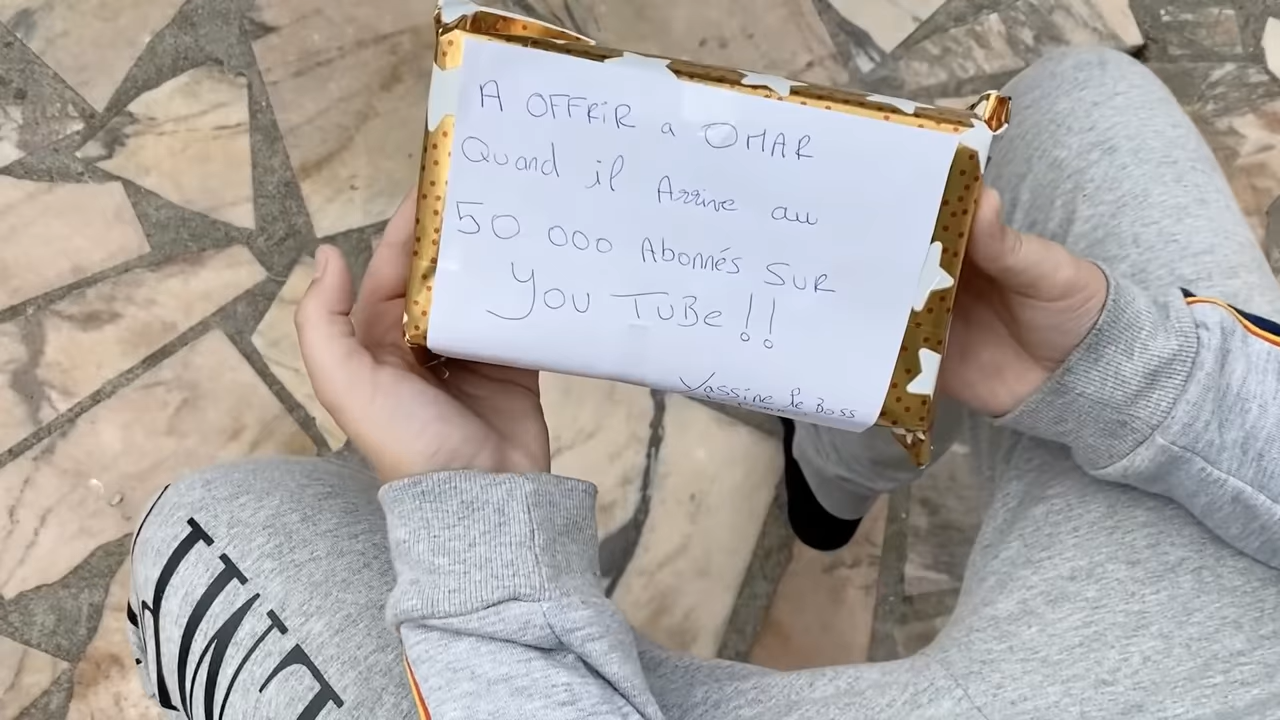 A OFFRIR a OMAR
Quand il Arrive au
50 000 Abonnés SUR
YOU TUBe !!
Yassine le Boss